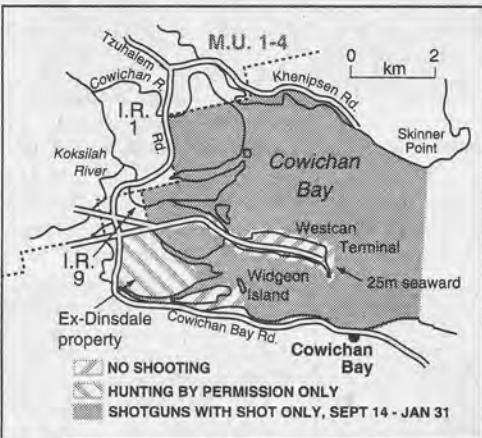 M.U. 1-4
0 2
km
Tzuhalem
Cowichan R.
Khenipsen Rd.
I.R.
1
Rd.
Skinner
Point
Koksilah
River
Cowichan
Bay
Westcan
Terminal
I.R.
9
25m seaward
Widgeon
Island
Ex-Dinsdale
property
Cowichan Bay Rd.
Cowichan
Bay
NO SHOOTING
HUNTING BY PERMISSION ONLY
SHOTGUNS WITH SHOT ONLY, SEPT 14 - JAN 31